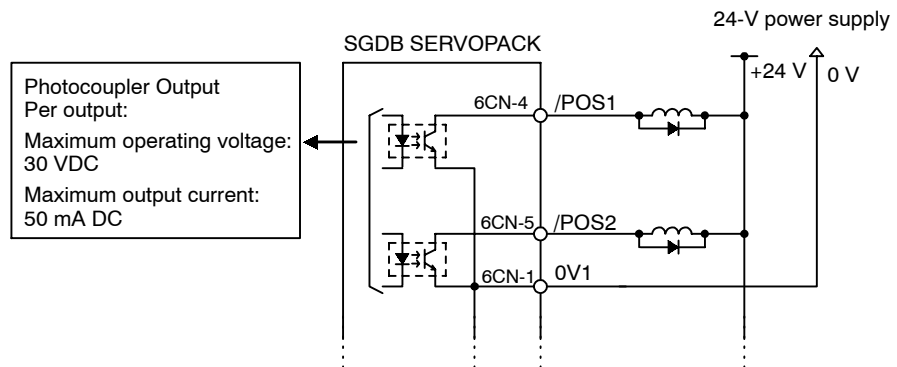 24-V power supply
SGDB SERVOPACK
+24 V
0 V
Photocoupler Output
Per output:
Maximum operating voltage:
30 VDC
Maximum output current:
50 mA DC
6CN-4
/POS1
6CN-5
/POS2
6CN-1
0V1